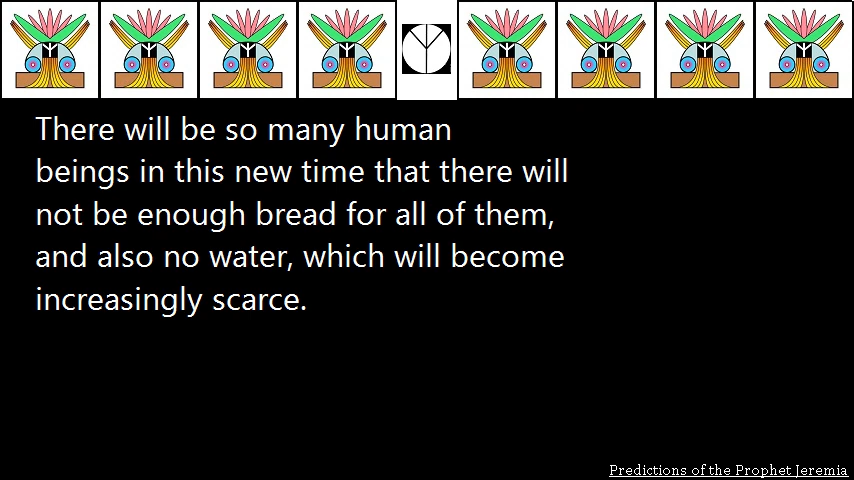 There will be so many human
beings in this new time that there will
not be enough bread for all of them,
and also no water, which will become
increasingly scarce.
Predictions of the Prophet Jeremia